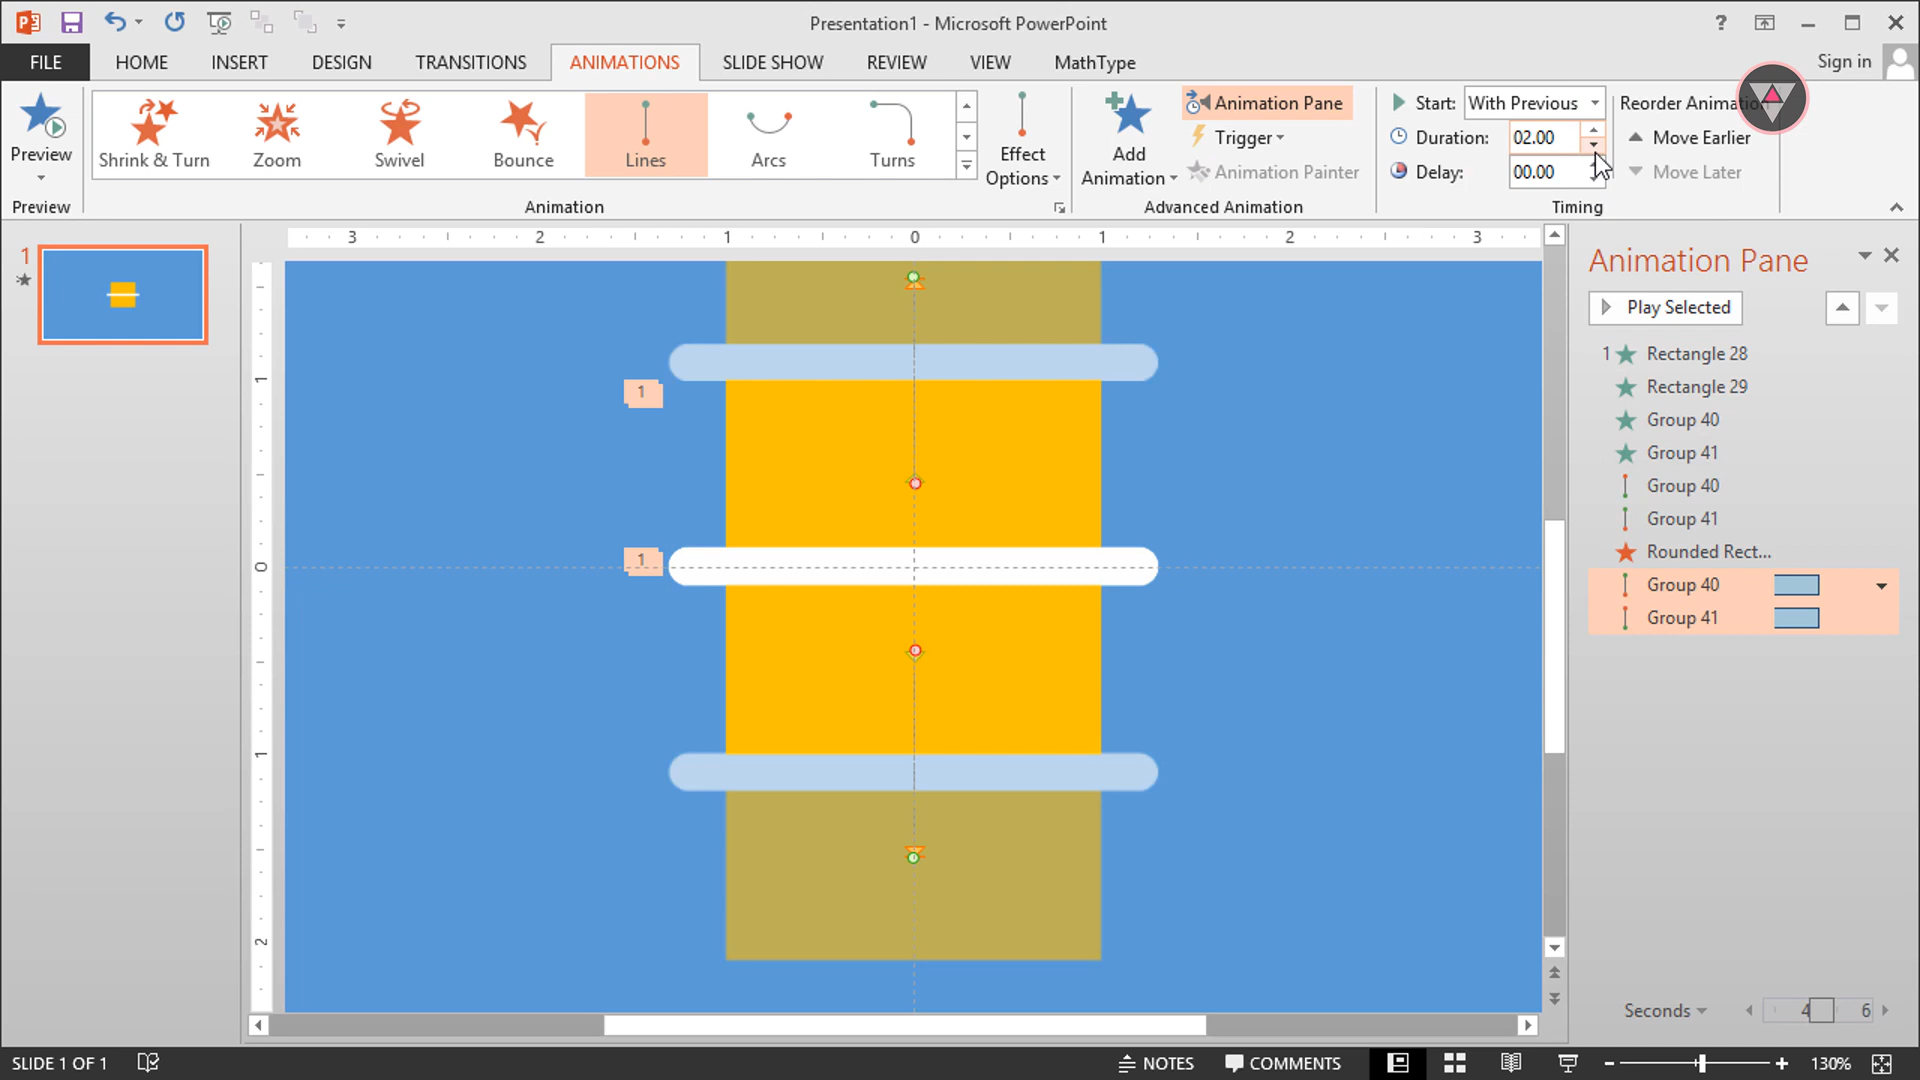 Presentation1 - Microsoft PowerPoint
?
FILE HOME INSERT DESIGN TRANSITIONS ANIMATIONS SLIDE SHOW REVIEW VIEW MathType Sign in
Preview
Shrink & Turn Zoom Swivel Bounce Lines Arcs Turns
Effect Options
Add Animation
Animation Pane
Trigger
Animation Painter
Start: With Previous
Duration: 02.00
Delay: 00.00
Reorder Animation
Move Earlier
Move Later
Preview Animation Advanced Animation Timing
3 2 1 0 1 2 3
1
1
0
1
2
1
1
Animation Pane
Play Selected
1 Rectangle 28
Rectangle 29
Group 40
Group 41
Group 40
Group 41
Rounded Rect...
Group 40
Group 41
Seconds 4 6
SLIDE 1 OF 1 NOTES COMMENTS 130%